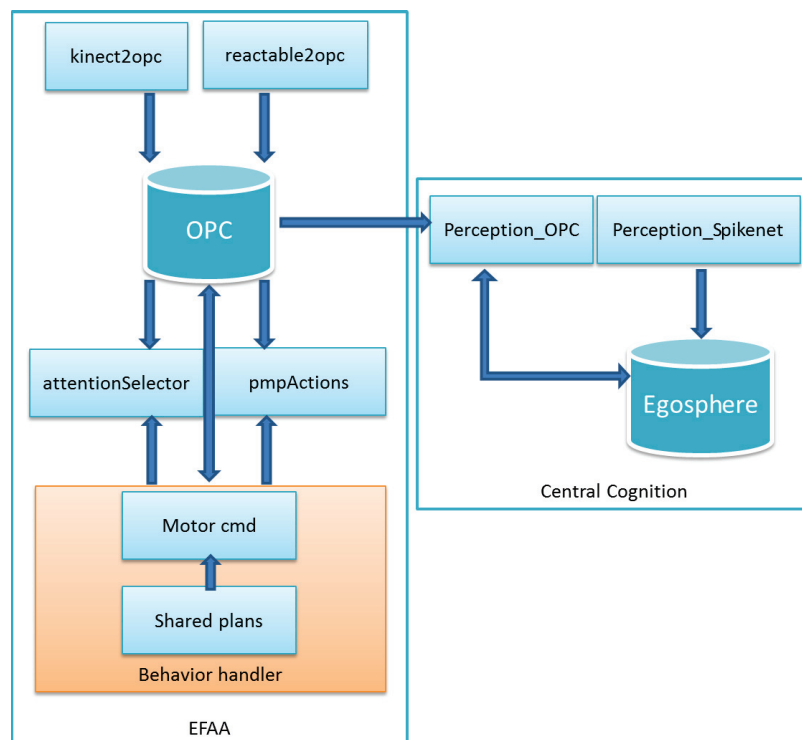 kinect2opc
reactable2opc
OPC
Perception_OPC
Perception_Spikenet
attentionSelector
pmpActions
Egosphere
Central Cognition
Motor cmd
Shared plans
Behavior handler
EFAA